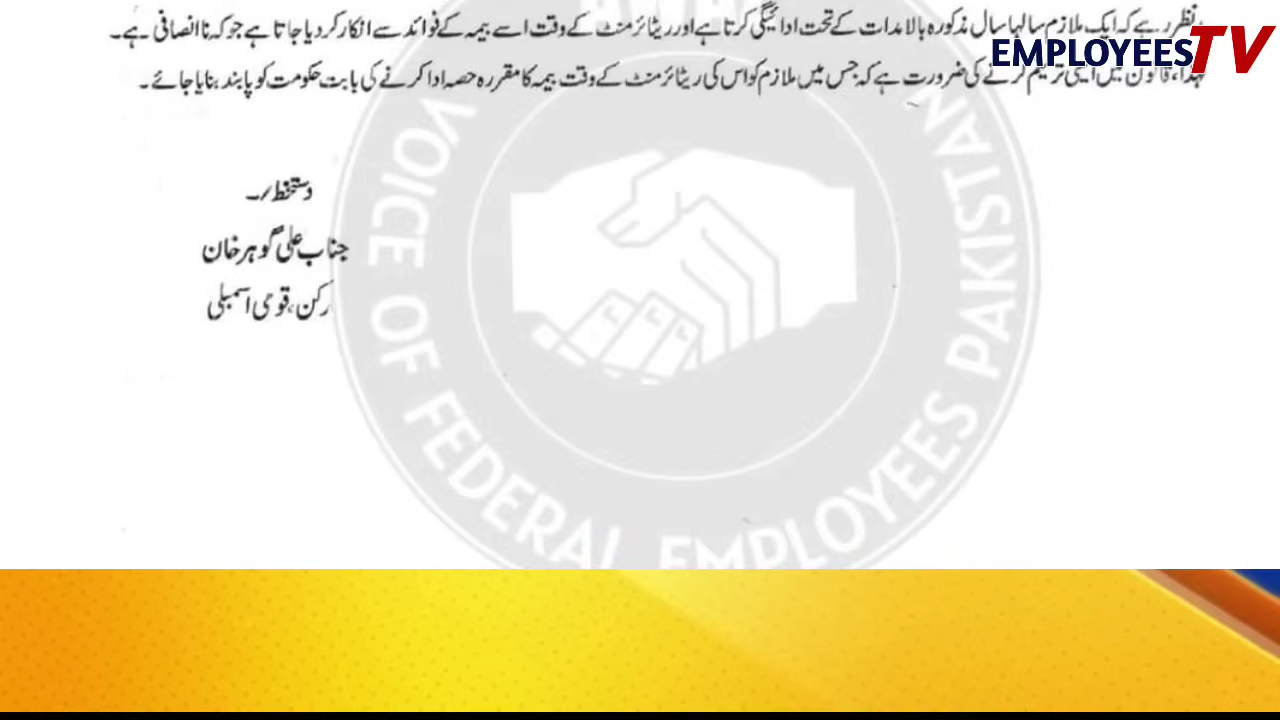 نظر رہے کہ ایک ملازم سالہا سال مذکورہ بالا مدات کے تحت ادائیگی کرتا ہے اور ریٹائرمنٹ کے وقت اسے بیمہ کے فوائد سے انکار کر دیا جاتا ہے جو کہ ناانصافی ہے۔
EMPLOYEES TV
لہٰذا، قانون میں ایسی ترمیم کرنے کی ضرورت ہے کہ جس میں ملازم کو اس کی ریٹائرمنٹ کے وقت بیمہ کا مقررہ حصہ ادا کرنے کی بابت حکومت کو پابند بنایا جائے۔
دستخط/۔
جناب علی گوہر خان
رکن، قومی اسمبلی
VOICE OF FEDERAL EMPLOYEES PAKISTAN